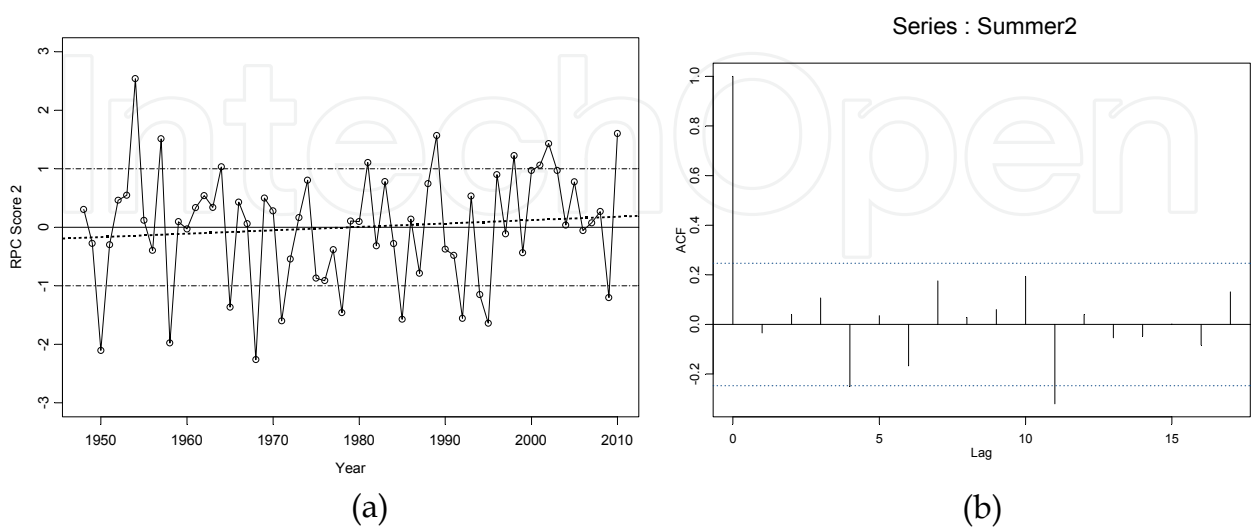 Series : Summer2
IntechOpen
3
2
1
0
-1
-2
-3
RPC Score 2
1950 1960 1970 1980 1990 2000 2010
Year
(a)
1.0
0.8
0.6
0.4
0.2
0.0
-0.2
ACF
0 5 10 15
Lag
(b)